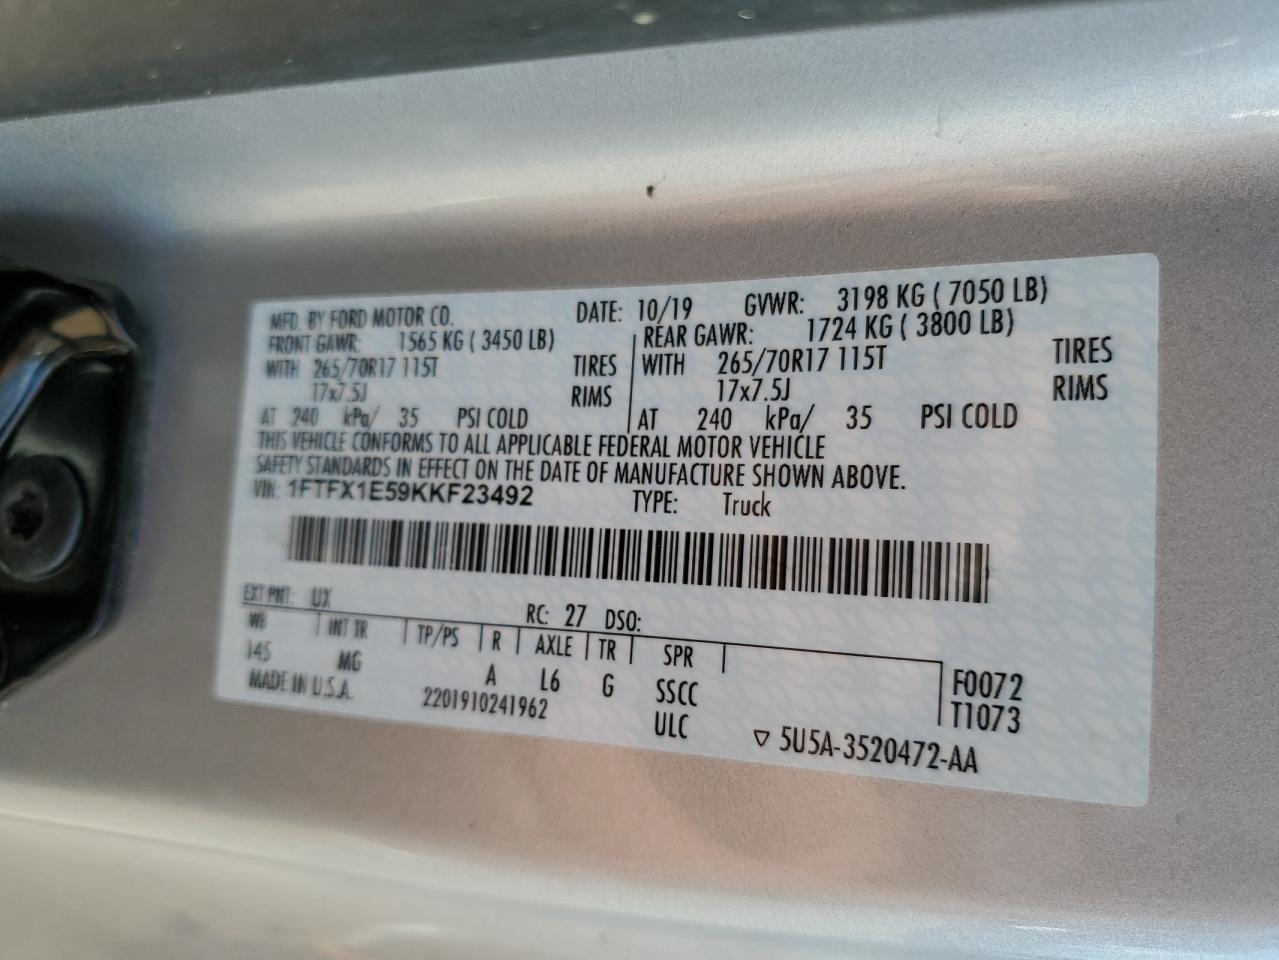 MFD. BY FORD MOTOR CO. DATE: 10/19 GVWR: 3198 KG ( 7050 LB)
FRONT GAWR: 1565 KG ( 3450 LB) REAR GAWR: 1724 KG ( 3800 LB)
WITH 265/70R17 115T TIRES WITH 265/70R17 115T TIRES
17x7.5J RIMS 17x7.5J RIMS
AT 240 kPa/ 35 PSI COLD AT 240 kPa/ 35 PSI COLD
THIS VEHICLE CONFORMS TO ALL APPLICABLE FEDERAL MOTOR VEHICLE
SAFETY STANDARDS IN EFFECT ON THE DATE OF MANUFACTURE SHOWN ABOVE.
VIN: 1FTFX1E59KKF23492 TYPE: Truck
EXT PNT: UX RC: 27 DSO:
WB INT TR TP/PS R AXLE TR SPR
145 MG A L6 G SSCC F0072
MADE IN U.S.A. 2201910241962 ULC T1073
▽ 5U5A-3520472-AA